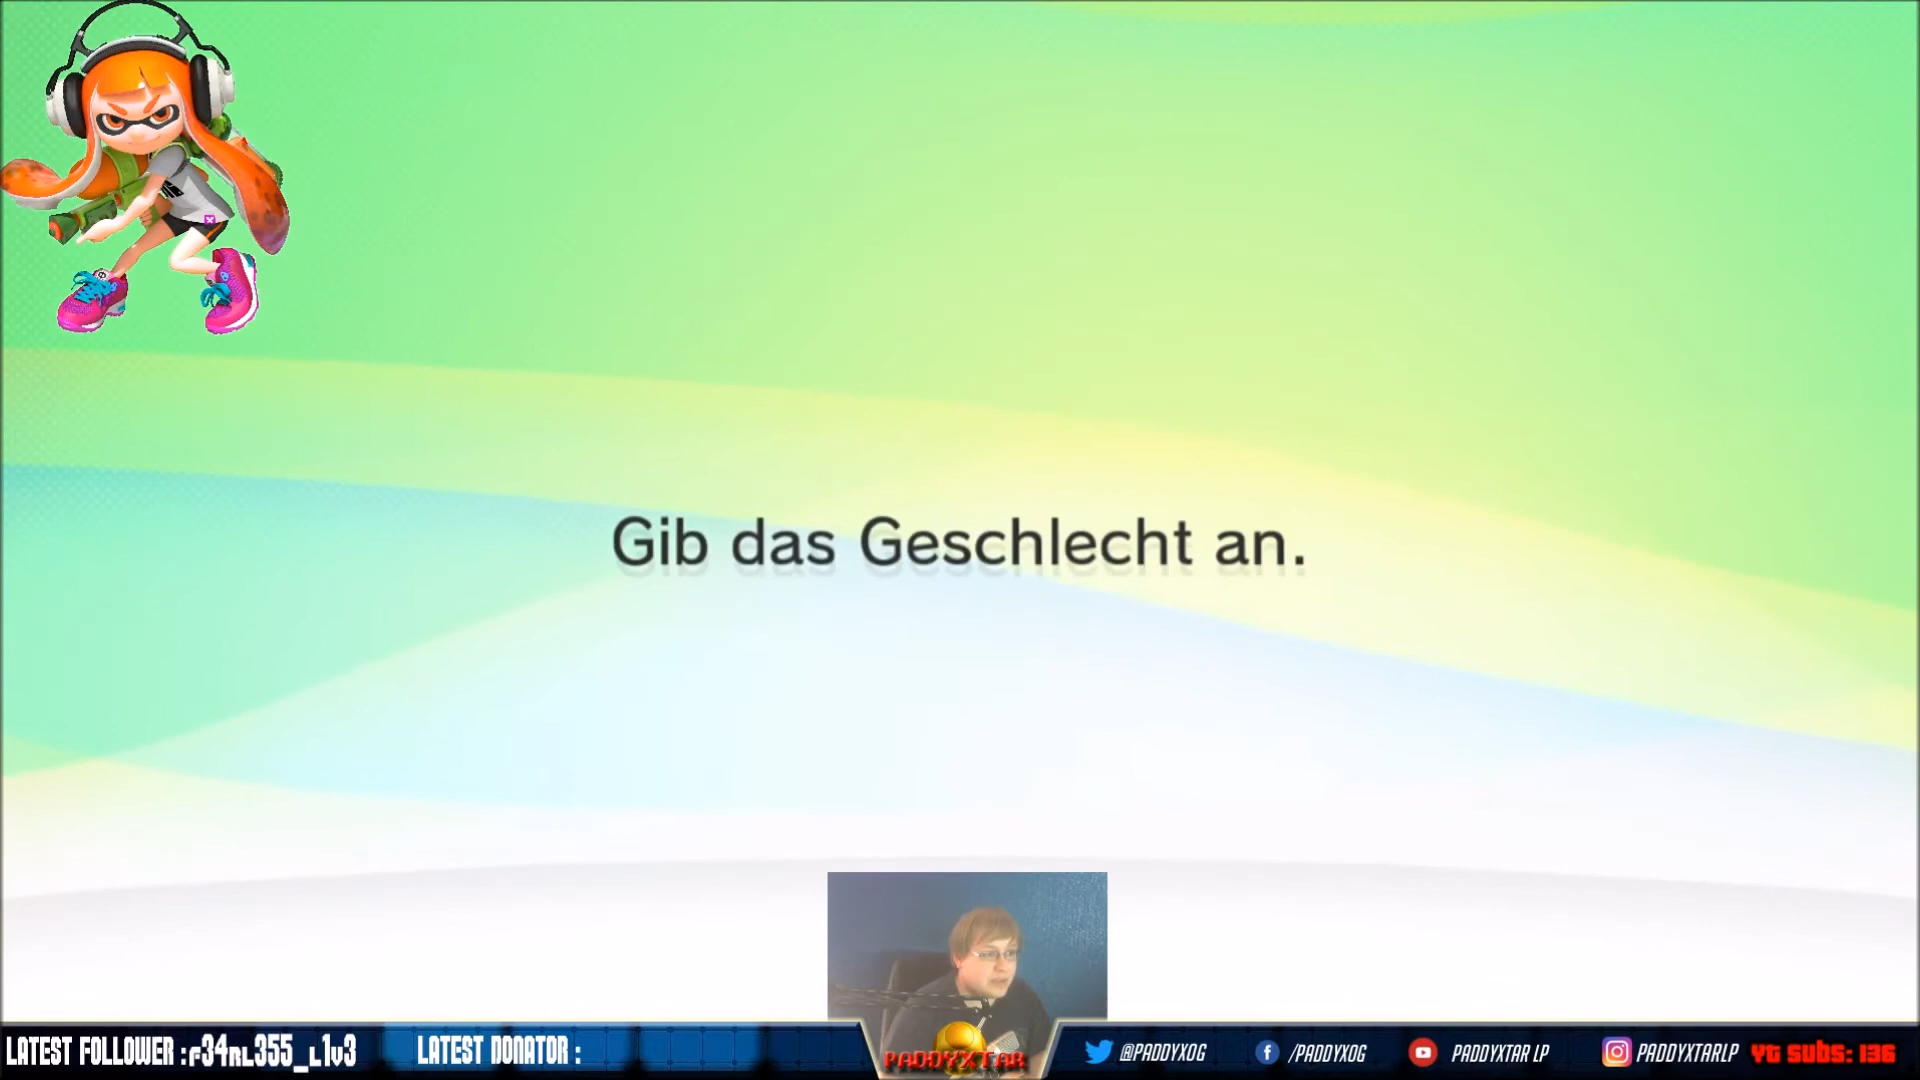 Gib das Geschlecht an.
LATEST FOLLOWER :r34rl355_l1v3
LATEST DONATOR :
PADDYXTAR
@PADDYXOG
/PADDYXOG
PADDYXTAR LP
PADDYXTARLP
YT SUBS: 136